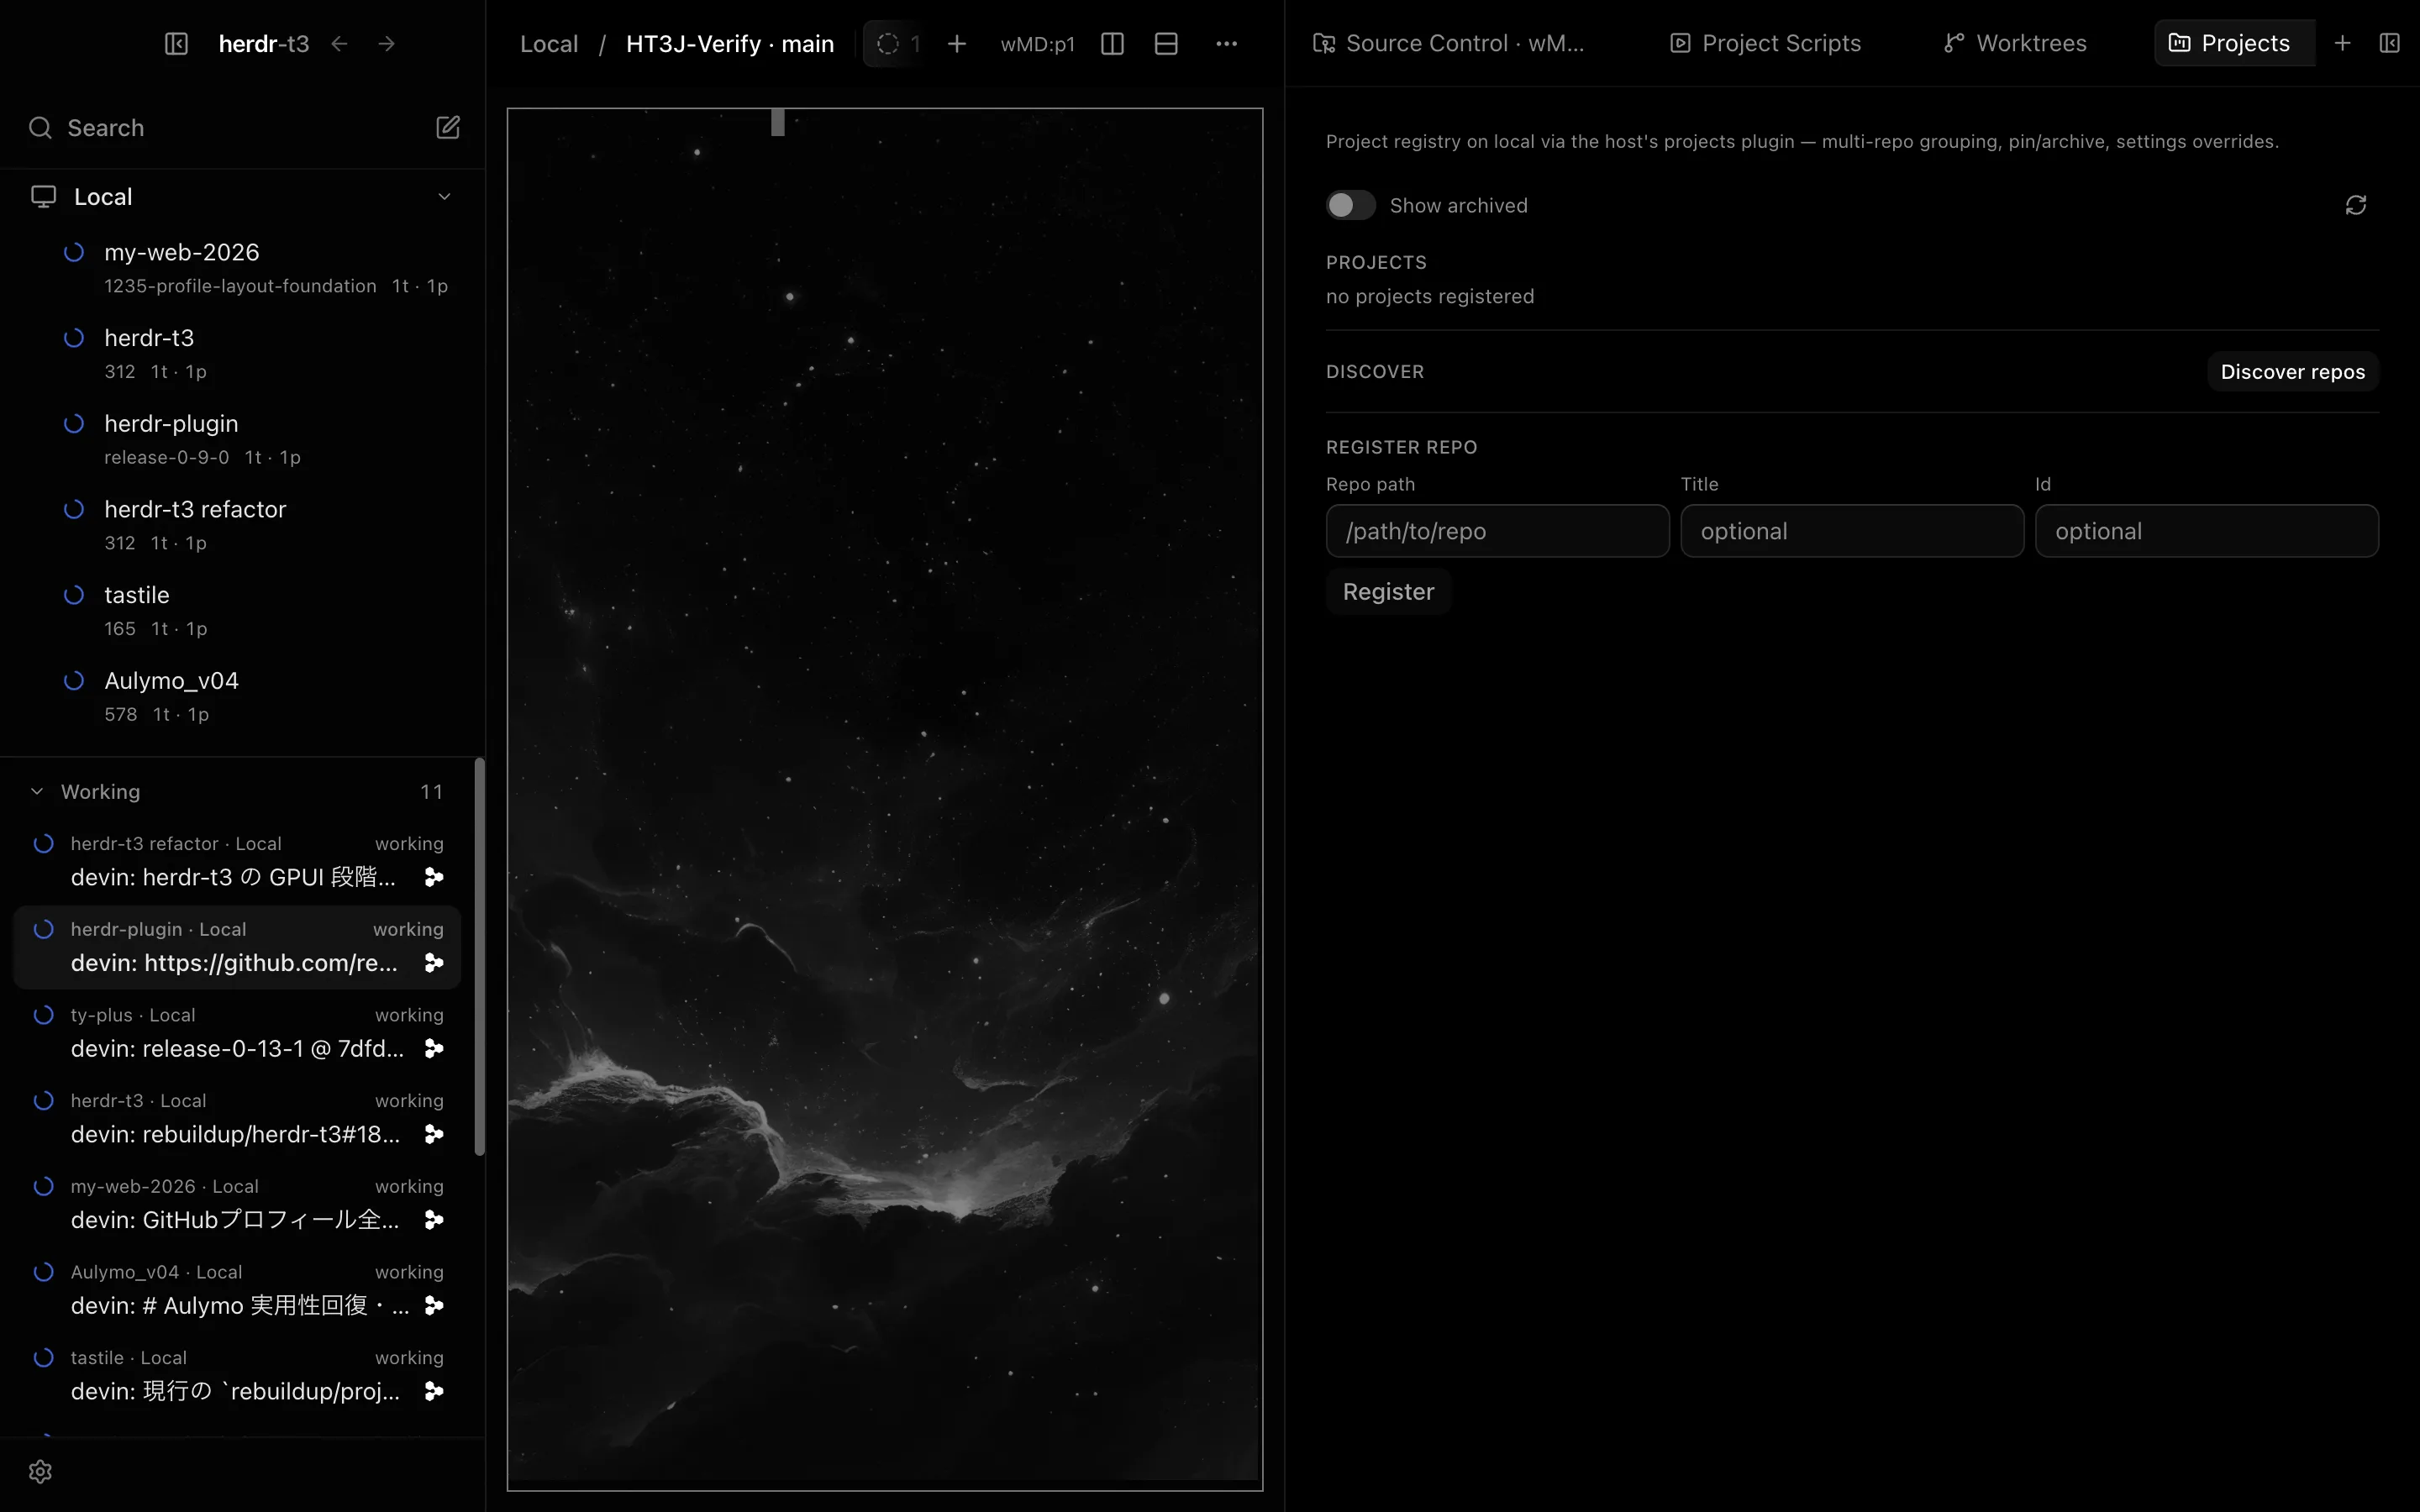 herdr-t3
Search
Local
my-web-2026
1235-profile-layout-foundation 1t · 1p
herdr-t3
312 1t · 1p
herdr-plugin
release-0-9-0 1t · 1p
herdr-t3 refactor
312 1t · 1p
tastile
165 1t · 1p
Aulymo_v04
578 1t · 1p
Working 11
herdr-t3 refactor · Local working
devin: herdr-t3 の GPUI 段階...
herdr-plugin · Local working
devin: https://github.com/re...
ty-plus · Local working
devin: release-0-13-1 @ 7dfd...
herdr-t3 · Local working
devin: rebuildup/herdr-t3#18...
my-web-2026 · Local working
devin: GitHubプロフィール全...
Aulymo_v04 · Local working
devin: # Aulymo 実用性回復・...
tastile · Local working
devin: 現行の `rebuildup/proj...
Local / HT3J-Verify · main 1 wMD:p1
Source Control · wM... Project Scripts Worktrees Projects
Project registry on local via the host's projects plugin — multi-repo grouping, pin/archive, settings overrides.
Show archived
PROJECTS
no projects registered
DISCOVER Discover repos
REGISTER REPO
Repo path Title Id
/path/to/repo optional optional
Register